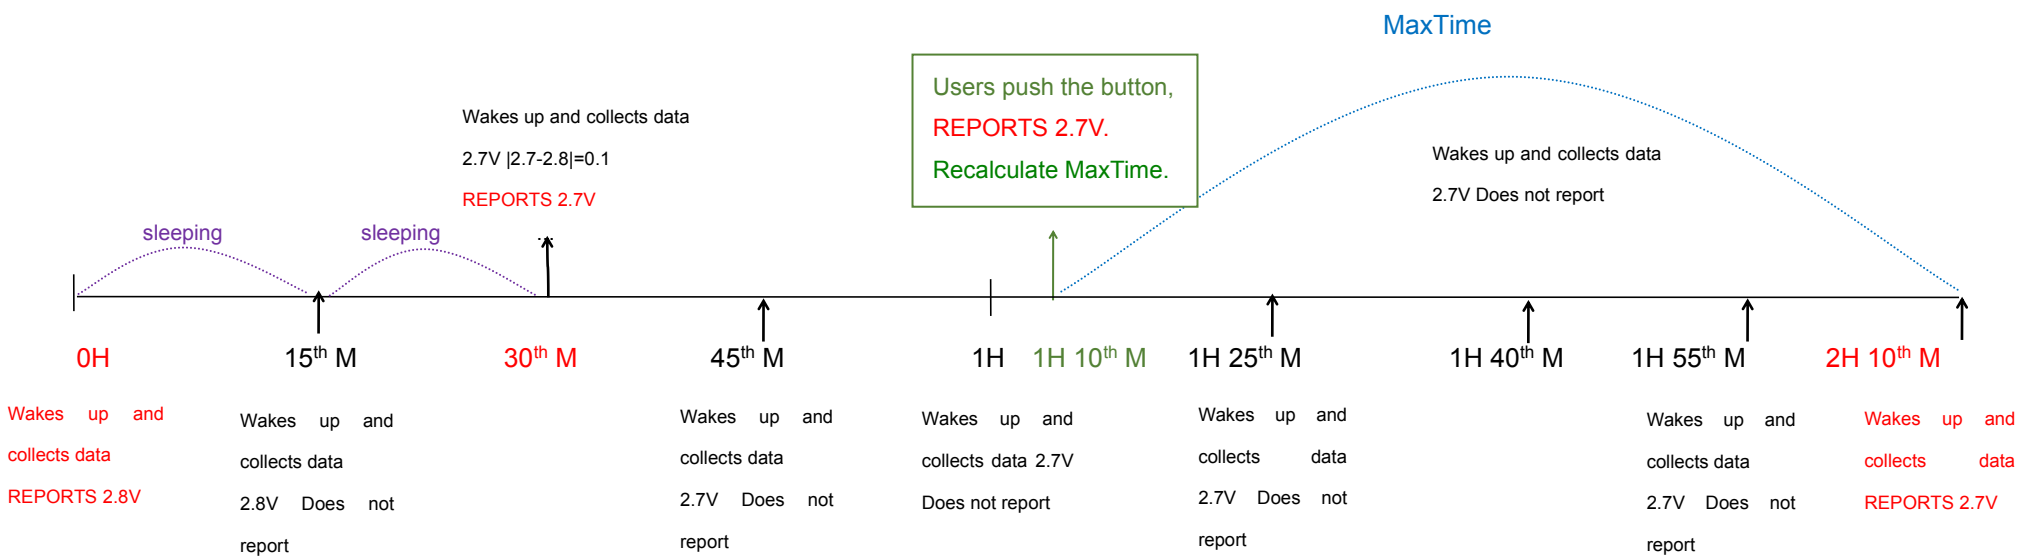 MaxTime
Users push the button,
REPORTS 2.7V.
Recalculate MaxTime.
Wakes up and collects data
2.7V |2.7-2.8|=0.1
REPORTS 2.7V
Wakes up and collects data
2.7V Does not report
sleeping
sleeping
0H
15th M
30th M
45th M
1H
1H 10th M
1H 25th M
1H 40th M
1H 55th M
2H 10th M
Wakes up and
collects data
REPORTS 2.8V
Wakes up and
collects data
2.8V Does not
report
Wakes up and
collects data
2.7V Does not
report
Wakes up and
collects data 2.7V
Does not report
Wakes up and
collects data
2.7V Does not
report
Wakes up and
collects data
2.7V Does not
report
Wakes up and
collects data
REPORTS 2.7V